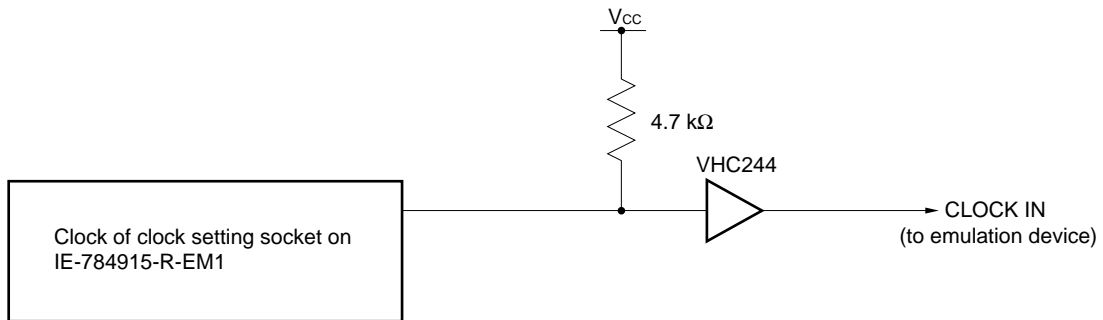 VCC
4.7 kΩ
VHC244
Clock of clock setting socket on
IE-784915-R-EM1
CLOCK IN
(to emulation device)